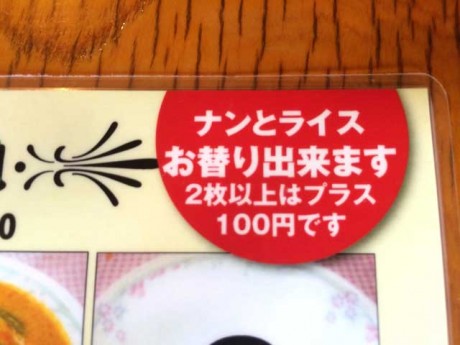 ナンとライス
お替り出来ます
2枚以上はプラス
100円です
0